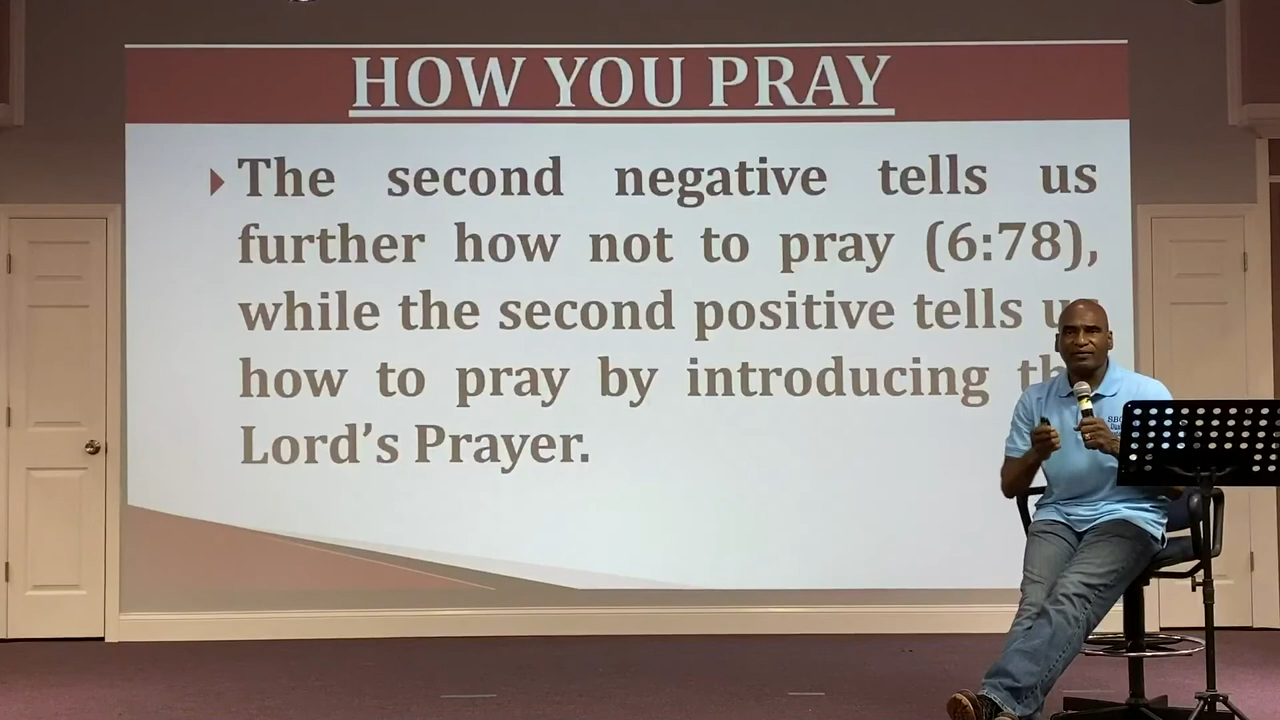 HOW YOU PRAY
The second negative tells us
further how not to pray (6:78),
while the second positive tells
how to pray by introducing
Lord's Prayer.